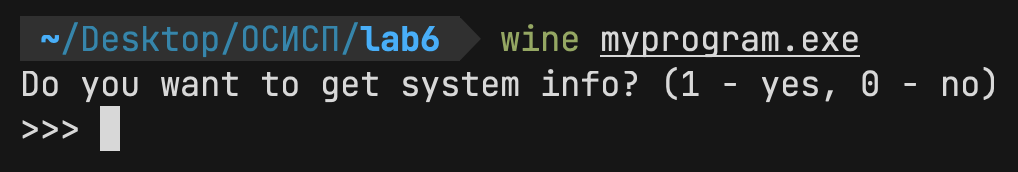 ~/Desktop/ОСИСП/lab6 wine myprogram.exe
Do you want to get system info? (1 - yes, 0 - no)
>>>